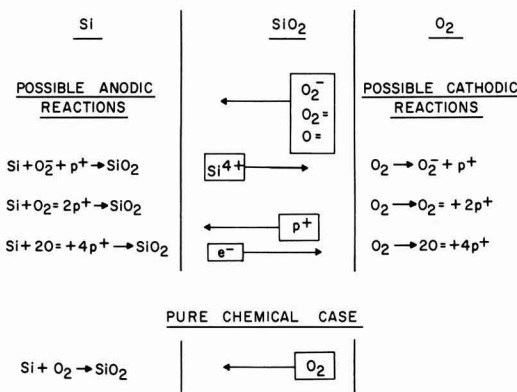 Si SiO2 O2
POSSIBLE ANODIC REACTIONS
POSSIBLE CATHODIC REACTIONS
O2−
O2=
O=
Si+O2−+p+→SiO2
Si4+
O2→O2−+p+
Si+O2=2p+→SiO2
O2→O2=+2p+
p+
Si+2O=+4p+→SiO2
e−
O2→2O=+4p+
PURE CHEMICAL CASE
Si+O2→SiO2
O2